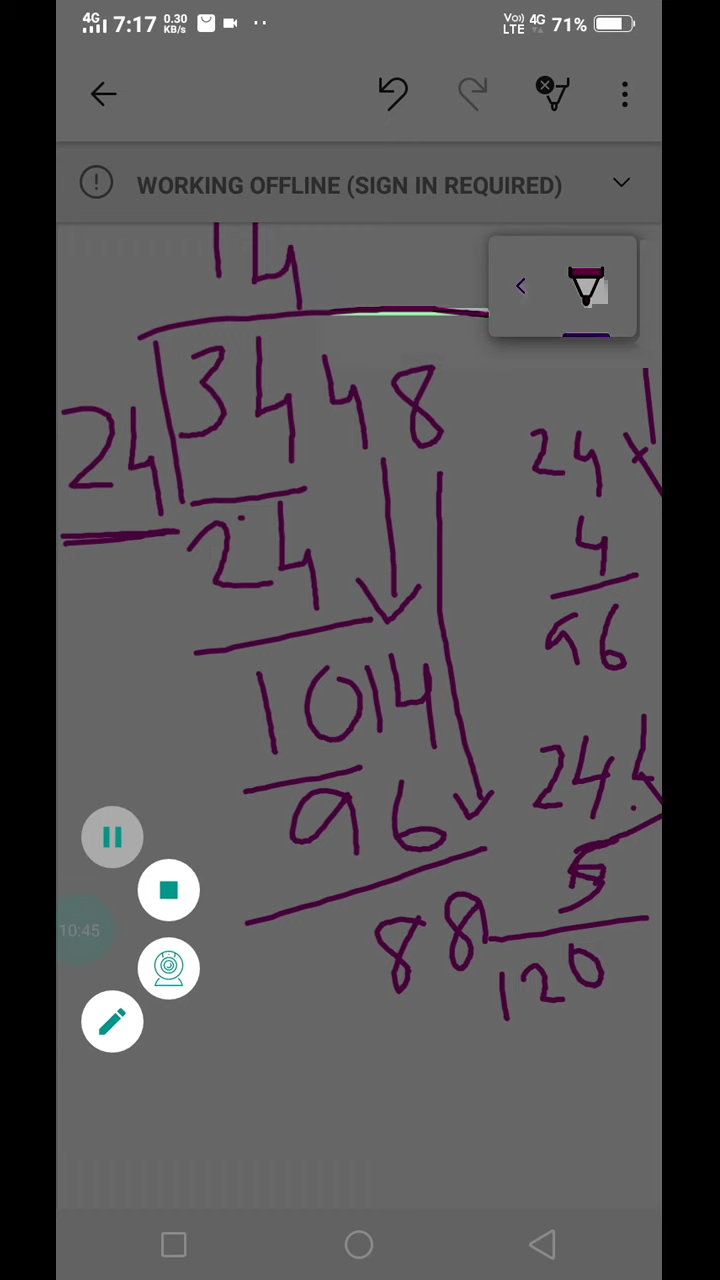 4G 7:17 0.30 KB/s
Vo) LTE 4G 71%
WORKING OFFLINE (SIGN IN REQUIRED)
14
24 3448
24
1014
96
88
24 x
4
96
24 x
5
120
10:45